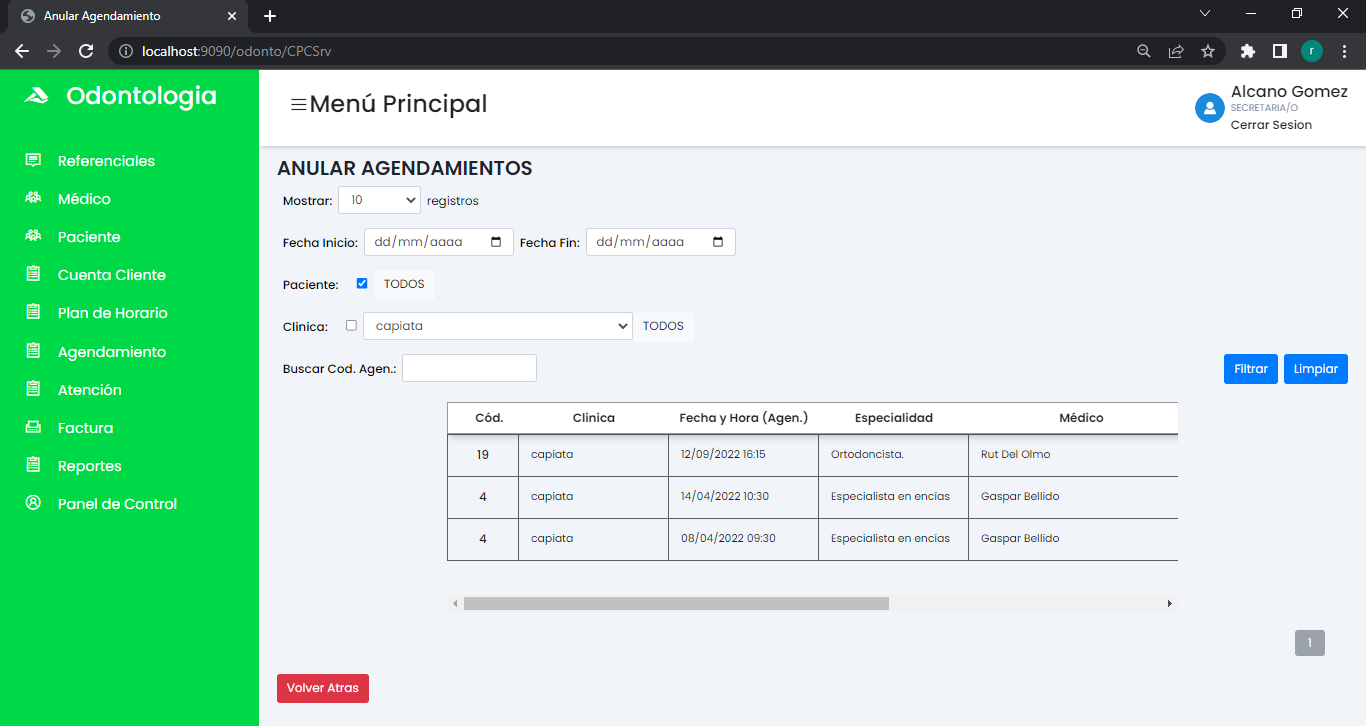 Anular Agendamiento
localhost:9090/odonto/CPCSrv
r
Odontologia
Menú Principal
Alcano Gomez
SECRETARIA/O
Cerrar Sesion
Referenciales
Médico
Paciente
Cuenta Cliente
Plan de Horario
Agendamiento
Atención
Factura
Reportes
Panel de Control
ANULAR AGENDAMIENTOS
Mostrar: 10 registros
Fecha Inicio: dd/mm/aaaa Fecha Fin: dd/mm/aaaa
Paciente: TODOS
Clinica: capiata TODOS
Buscar Cod. Agen.: Filtrar Limpiar
Cód. Clínica Fecha y Hora (Agen.) Especialidad Médico
19 capiata 12/09/2022 16:15 Ortodoncista. Rut Del Olmo
4 capiata 14/04/2022 10:30 Especialista en encías Gaspar Bellido
4 capiata 08/04/2022 09:30 Especialista en encías Gaspar Bellido
1
Volver Atras